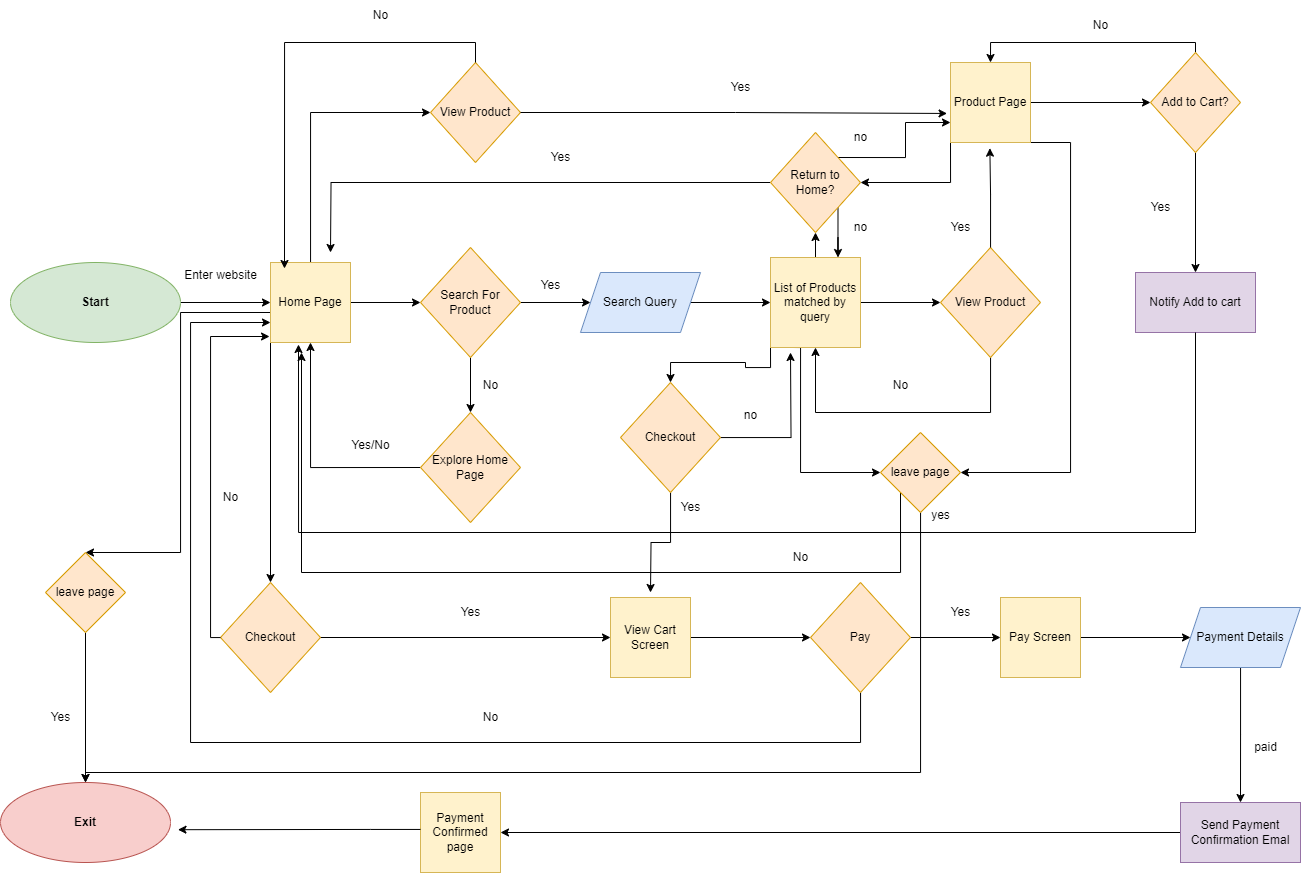 No
No
View Product
Yes
Product Page
Add to Cart?
no
Yes
Return to
Home?
Yes
no
Yes
Enter website
Start
Home Page
Search For
Product
Yes
Search Query
List of Products
matched by
query
View Product
Notify Add to cart
No
No
no
Yes/No
Explore Home
Page
Checkout
leave page
No
Yes
yes
No
leave page
Yes
Yes
Checkout
View Cart
Screen
Pay
Pay Screen
Payment Details
Yes
No
paid
Exit
Payment
Confirmed
page
Send Payment
Confirmation Emal